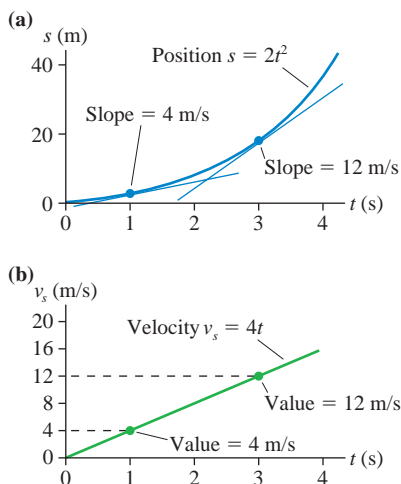 (a)
s (m)
40
Position s = 2t²
Slope = 4 m/s
20
Slope = 12 m/s
0
0 1 2 3 4 t (s)
(b)
vₛ (m/s)
20
Velocity vₛ = 4t
16
12
Value = 12 m/s
8
4
Value = 4 m/s
0
0 1 2 3 4 t (s)